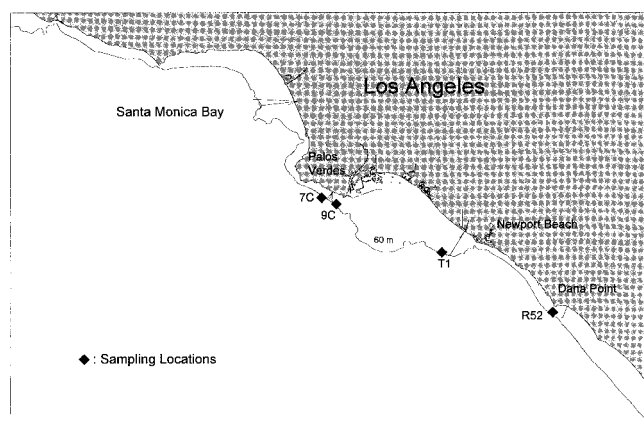 Los Angeles
Santa Monica Bay
Palos
Verdes
7C
9C
Newport Beach
60 m
T1
Dana Point
R52
: Sampling Locations